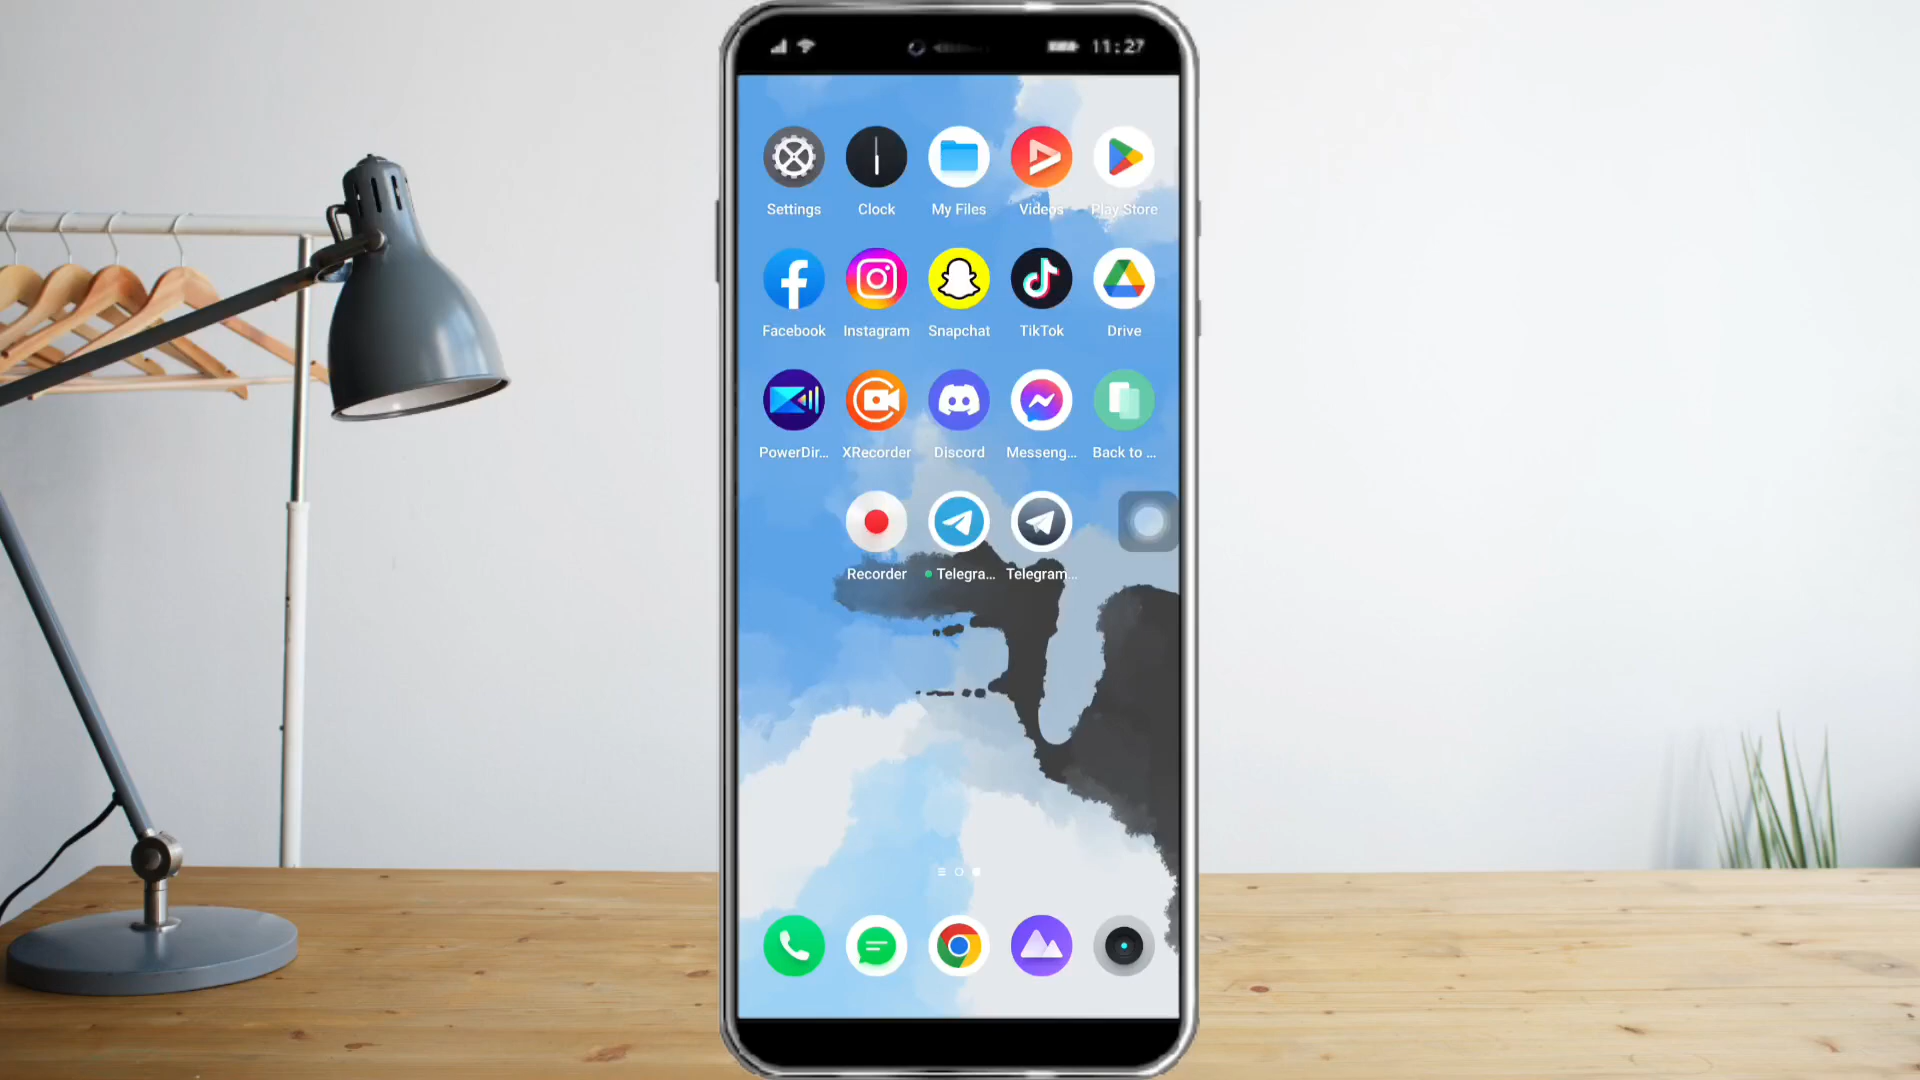 11:27
Settings Clock My Files Videos Play Store
Facebook Instagram Snapchat TikTok Drive
PowerDir... XRecorder Discord Messeng... Back to ...
Recorder Telegra... Telegram...